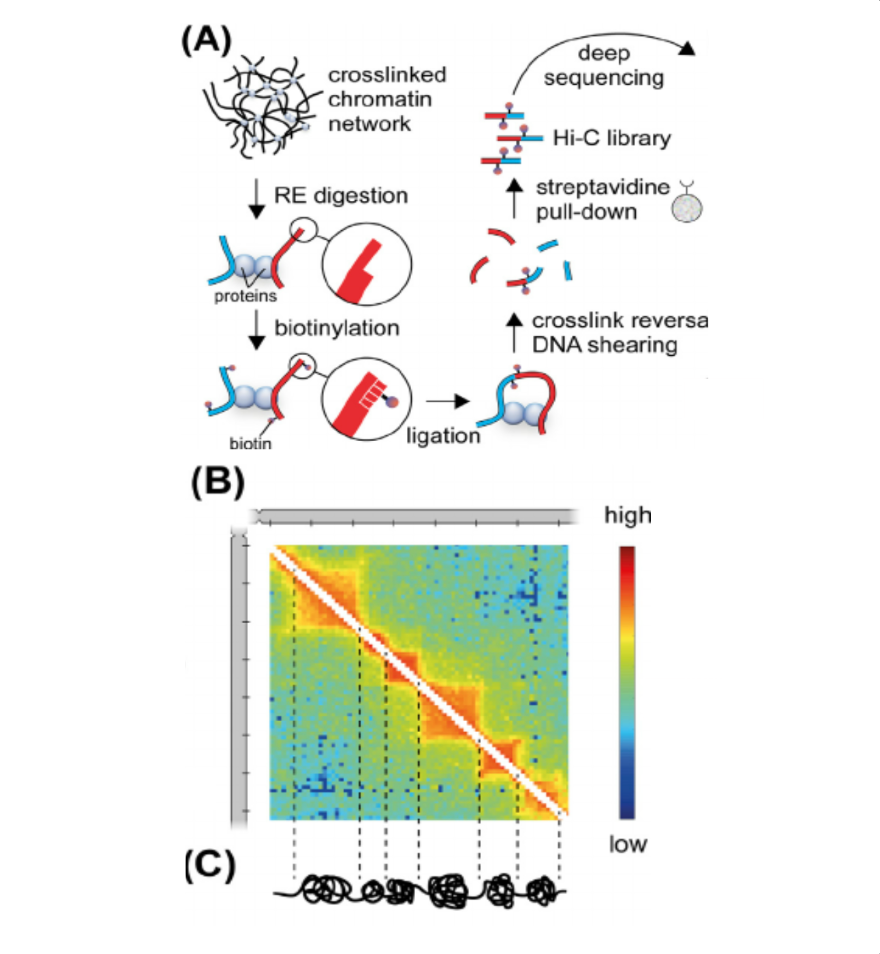 (A)
crosslinked
chromatin
network
RE digestion
proteins
biotinylation
biotin
ligation
crosslink reversa
DNA shearing
streptavidine
pull-down
Hi-C library
deep
sequencing
(B)
high
low
(C)